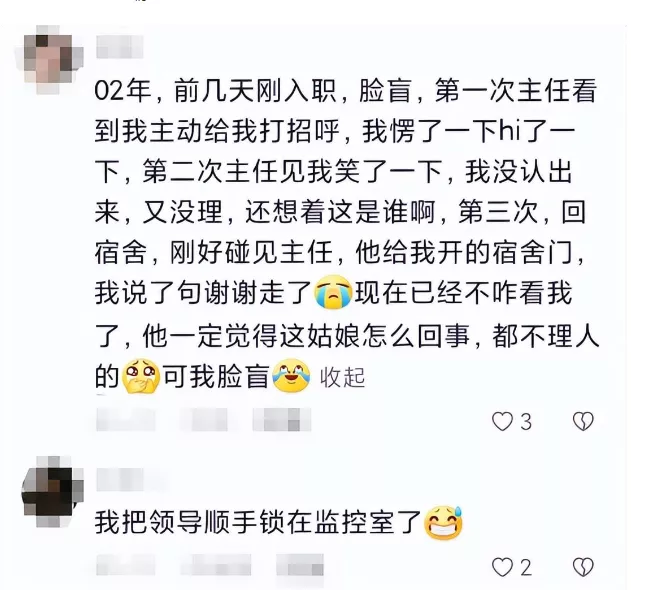 02年，前几天刚入职，脸盲，第一次主任看
到我主动给我打招呼，我愣了一下hi了一
下，第二次主任见我笑了一下，我没认出
来，又没理，还想着这是谁啊，第三次，回
宿舍，刚好碰见主任，他给我开的宿舍门，
我说了句谢谢走了😭现在已经不咋看我
了，他一定觉得这姑娘怎么回事，都不理人
的🥺可我脸盲😂 收起
3
我把领导顺手锁在监控室了😅
2